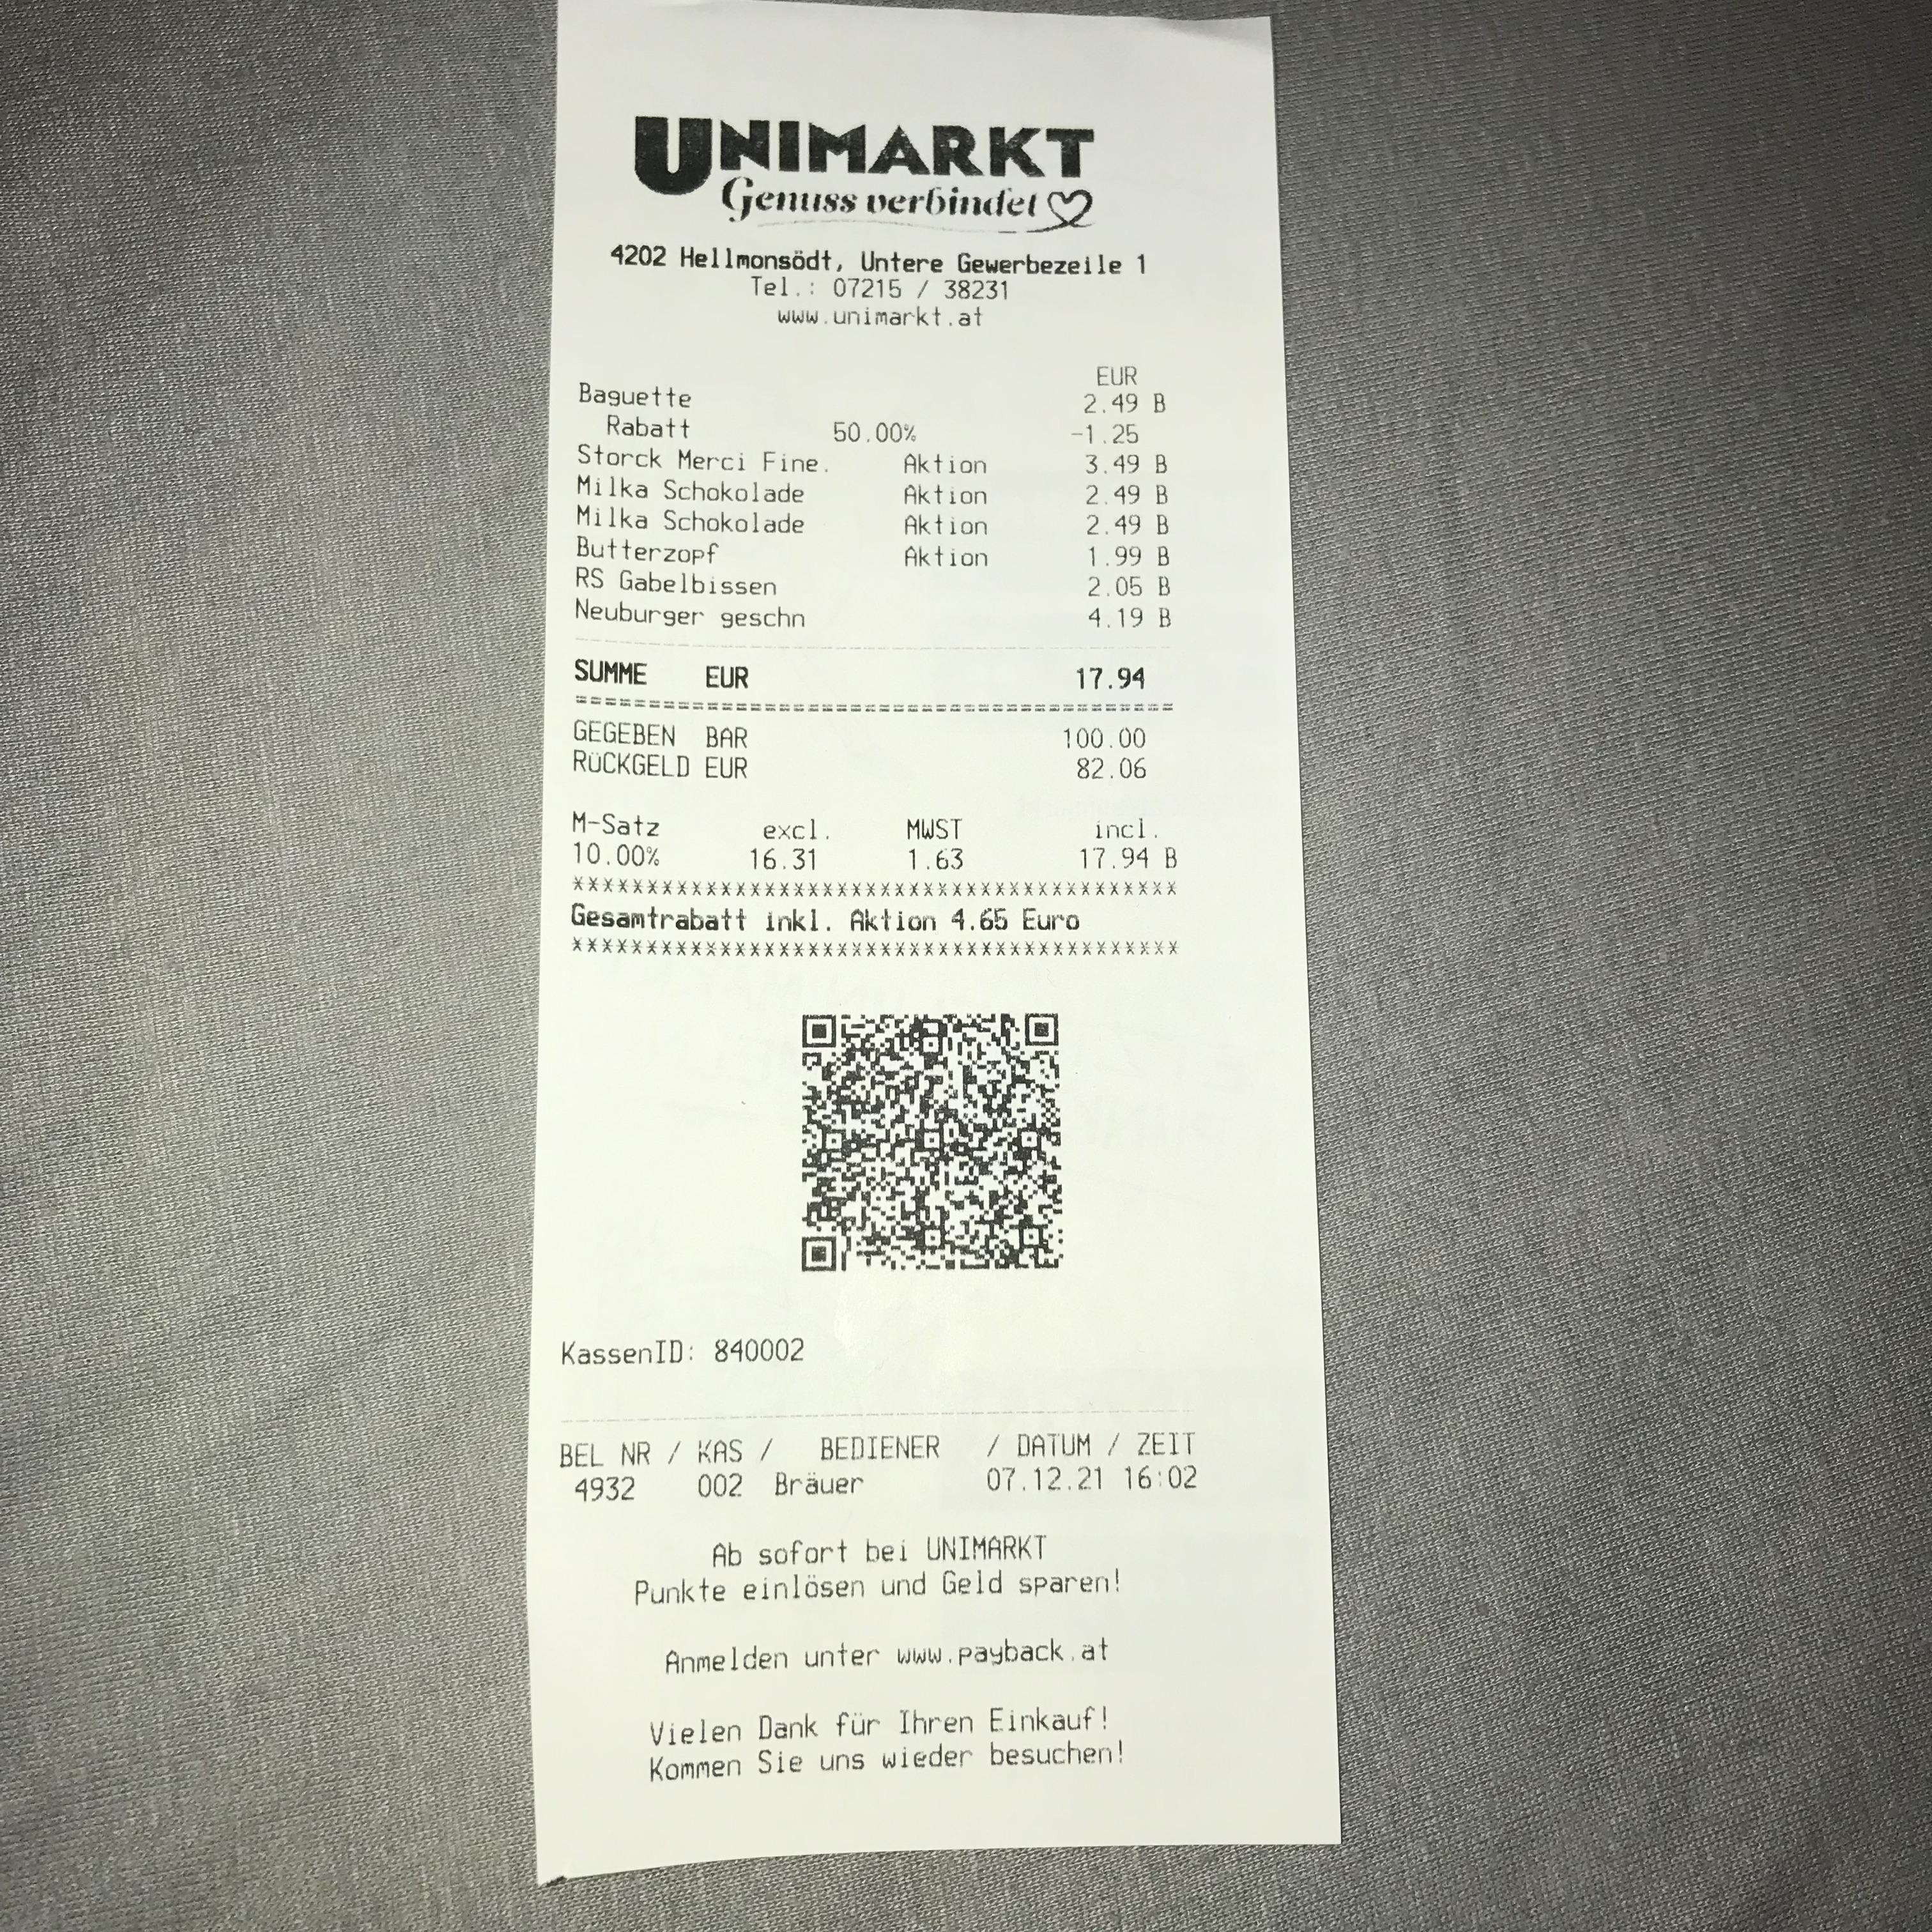 UNIMARKT
Genuss verbindet
4202 Hellmonsödt, Untere Gewerbezeile 1
Tel.: 07215 / 38231
www.unimarkt.at
EUR
Baguette 2.49 B
Rabatt 50.00% -1.25
Storck Merci Fine. Aktion 3.49 B
Milka Schokolade Aktion 2.49 B
Milka Schokolade Aktion 2.49 B
Butterzopf Aktion 1.99 B
RS Gabelbissen 2.05 B
Neuburger geschn 4.19 B
SUMME EUR 17.94
GEGEBEN BAR 100.00
RÜCKGELD EUR 82.06
M-Satz excl. MWST incl.
10.00% 16.31 1.63 17.94 B
******************************************
Gesamtrabatt inkl. Aktion 4.65 Euro
******************************************
KassenID: 840002
BEL NR / KAS / BEDIENER / DATUM / ZEIT
4932 002 Bräuer 07.12.21 16:02
Ab sofort bei UNIMARKT
Punkte einlösen und Geld sparen!
Anmelden unter www.payback.at
Vielen Dank für Ihren Einkauf!
Kommen Sie uns wieder besuchen!